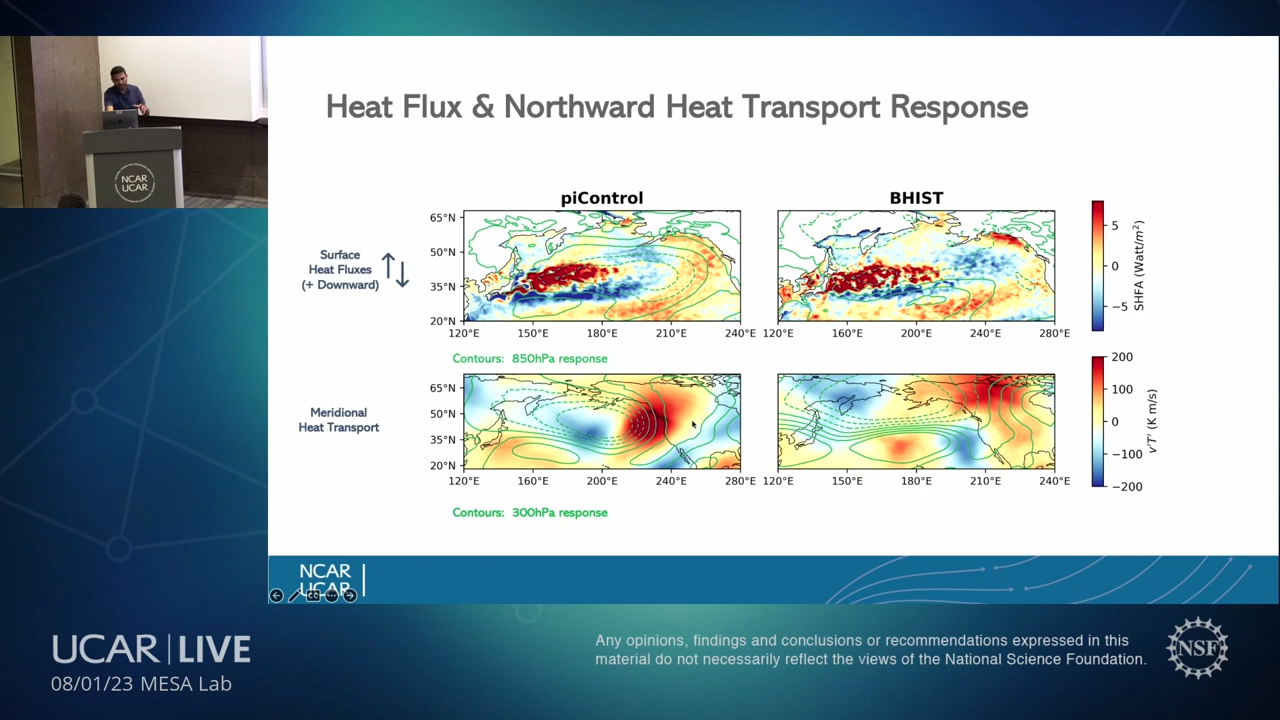 NCAR
UCAR
Heat Flux & Northward Heat Transport Response
piControl
BHIST
65°N
50°N
35°N
20°N
120°E 150°E 180°E 210°E 240°E
120°E 160°E 200°E 240°E 280°E
Surface
Heat Fluxes
(+ Downward)
5
0
−5
SHFA (Watt/m²)
Contours: 850hPa response
65°N
50°N
35°N
20°N
120°E 160°E 200°E 240°E 280°E
120°E 150°E 180°E 210°E 240°E
Meridional
Heat Transport
200
100
0
−100
−200
v'T' (K m/s)
Contours: 300hPa response
NCAR
UCAR
UCAR | LIVE
08/01/23 MESA Lab
Any opinions, findings and conclusions or recommendations expressed in this
material do not necessarily reflect the views of the National Science Foundation.
NSF